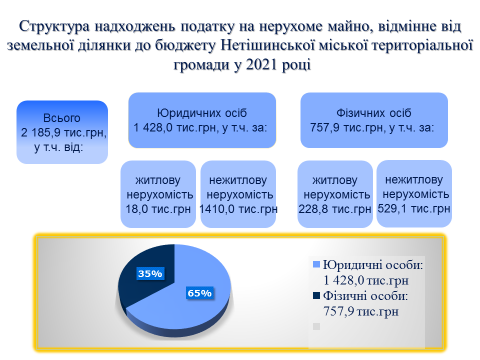 Структура надходжень податку на нерухоме майно, відмінне від
земельної ділянки до бюджету Нетішинської міської територіальної
громади у 2021 році
Всього
2 185,9 тис.грн,
у т.ч. від:
Юридичних осіб
1 428,0 тис.грн, у т.ч. за:
Фізичних осіб
757,9 тис.грн, у т.ч. за:
житлову
нерухомість
18,0 тис.грн
нежитлову
нерухомість
1410,0 тис.грн
житлову
нерухомість
228,8 тис.грн
нежитлову
нерухомість
529,1 тис.грн
35%
65%
Юридичні особи:
1 428,0 тис.грн
Фізичні особи:
757,9 тис.грн